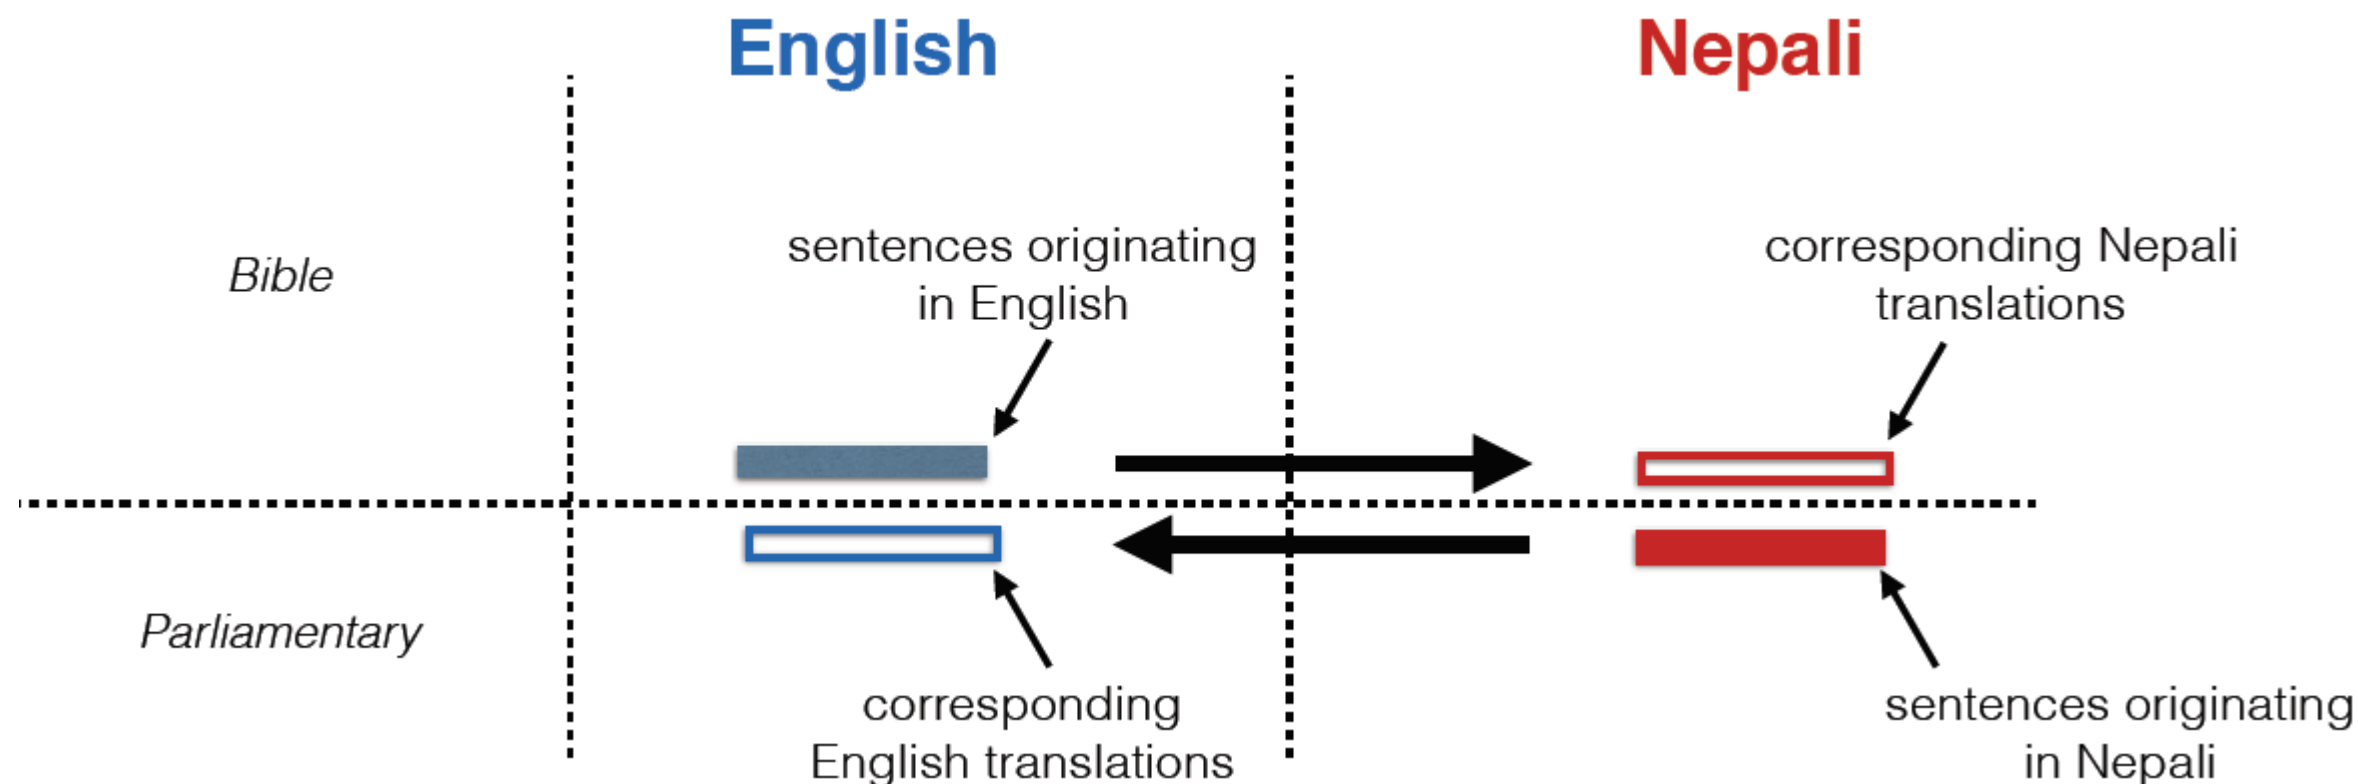 English
Nepali
sentences originating
in English
corresponding Nepali
translations
Bible
Parliamentary
corresponding
English translations
sentences originating
in Nepali